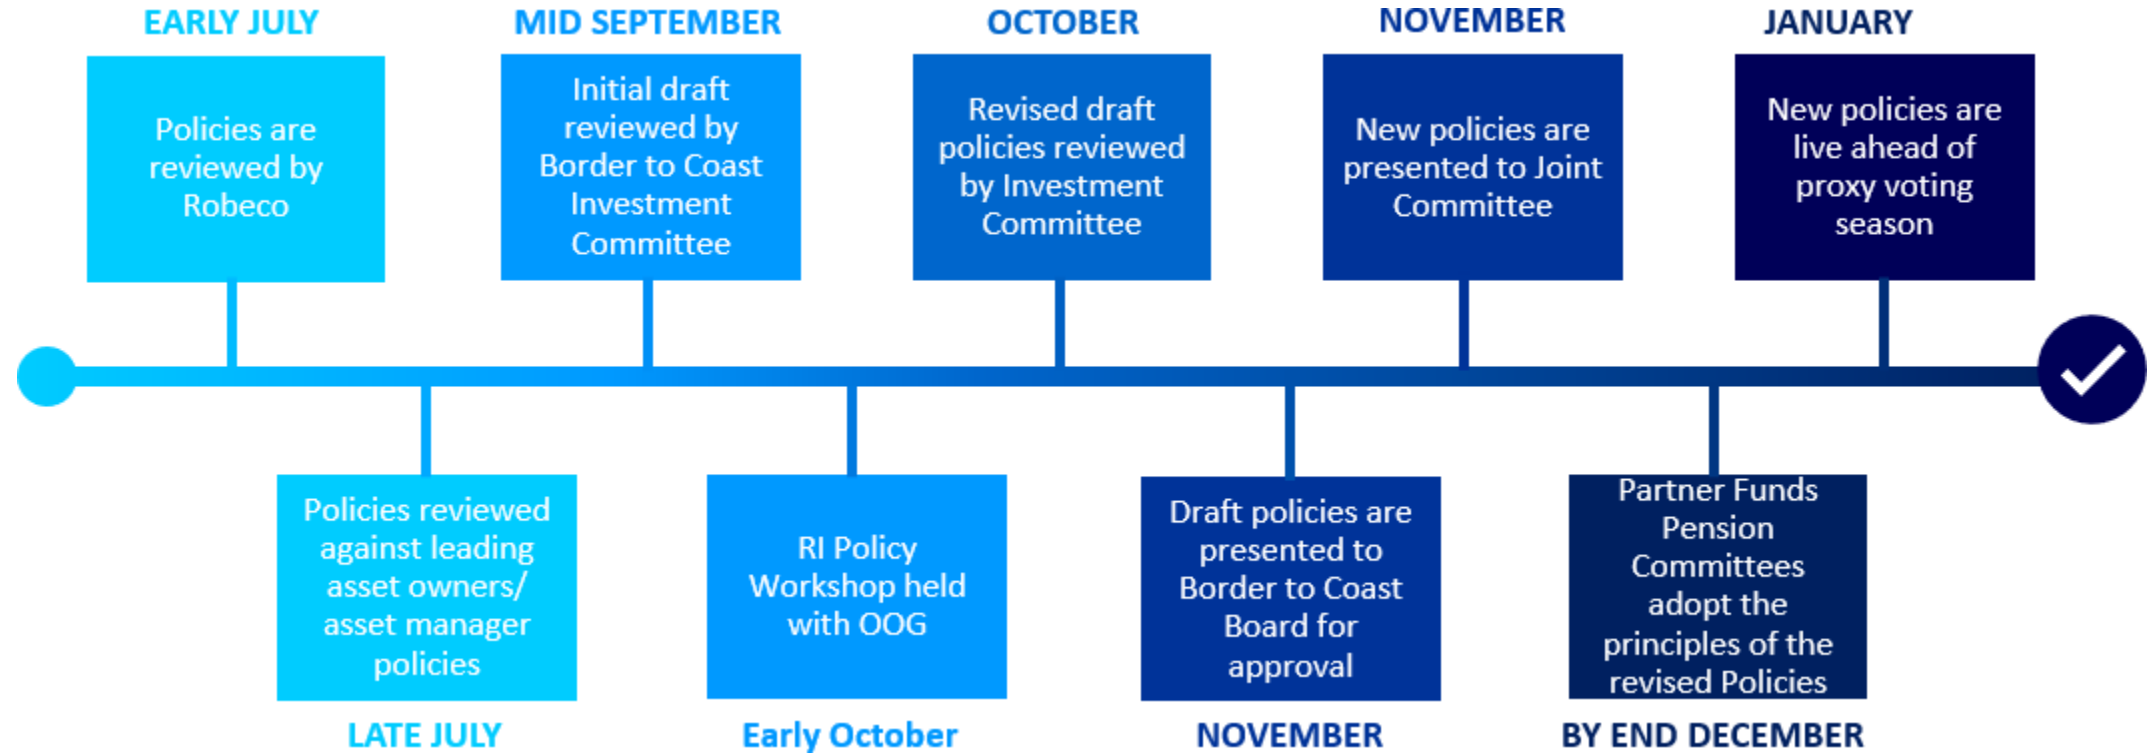 EARLY JULY
Policies are
reviewed by
Robeco
MID SEPTEMBER
Initial draft
reviewed by
Border to Coast
Investment
Committee
OCTOBER
Revised draft
policies reviewed
by Investment
Committee
NOVEMBER
New policies are
presented to Joint
Committee
JANUARY
New policies are
live ahead of
proxy voting
season
Policies reviewed
against leading
asset owners/
asset manager
policies
LATE JULY
RI Policy
Workshop held
with OOG
Early October
Draft policies are
presented to
Border to Coast
Board for
approval
NOVEMBER
Partner Funds
Pension
Committees
adopt the
principles of the
revised Policies
BY END DECEMBER